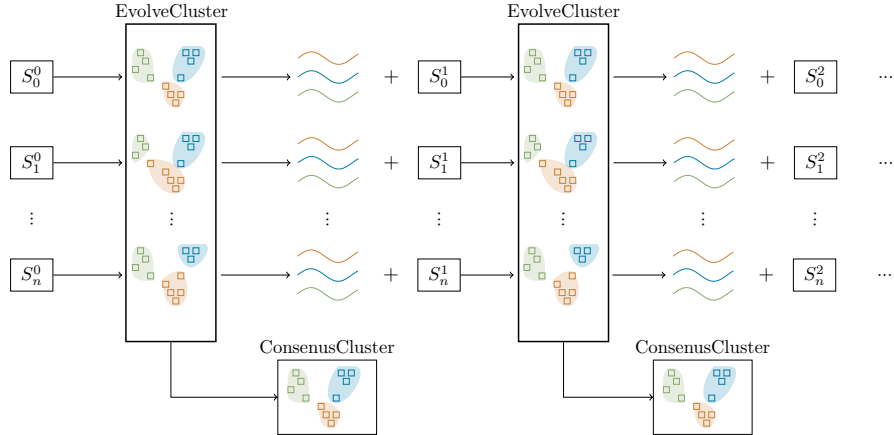 EvolveCluster EvolveCluster
$S_0^0$ + $S_0^1$ + $S_0^2$ ...
$S_1^0$ + $S_1^1$ + $S_1^2$ ...
⋮ ⋮ ⋮ ⋮ ⋮ ⋮ ⋮
$S_n^0$ + $S_n^1$ + $S_n^2$ ...
ConsenusCluster ConsenusCluster